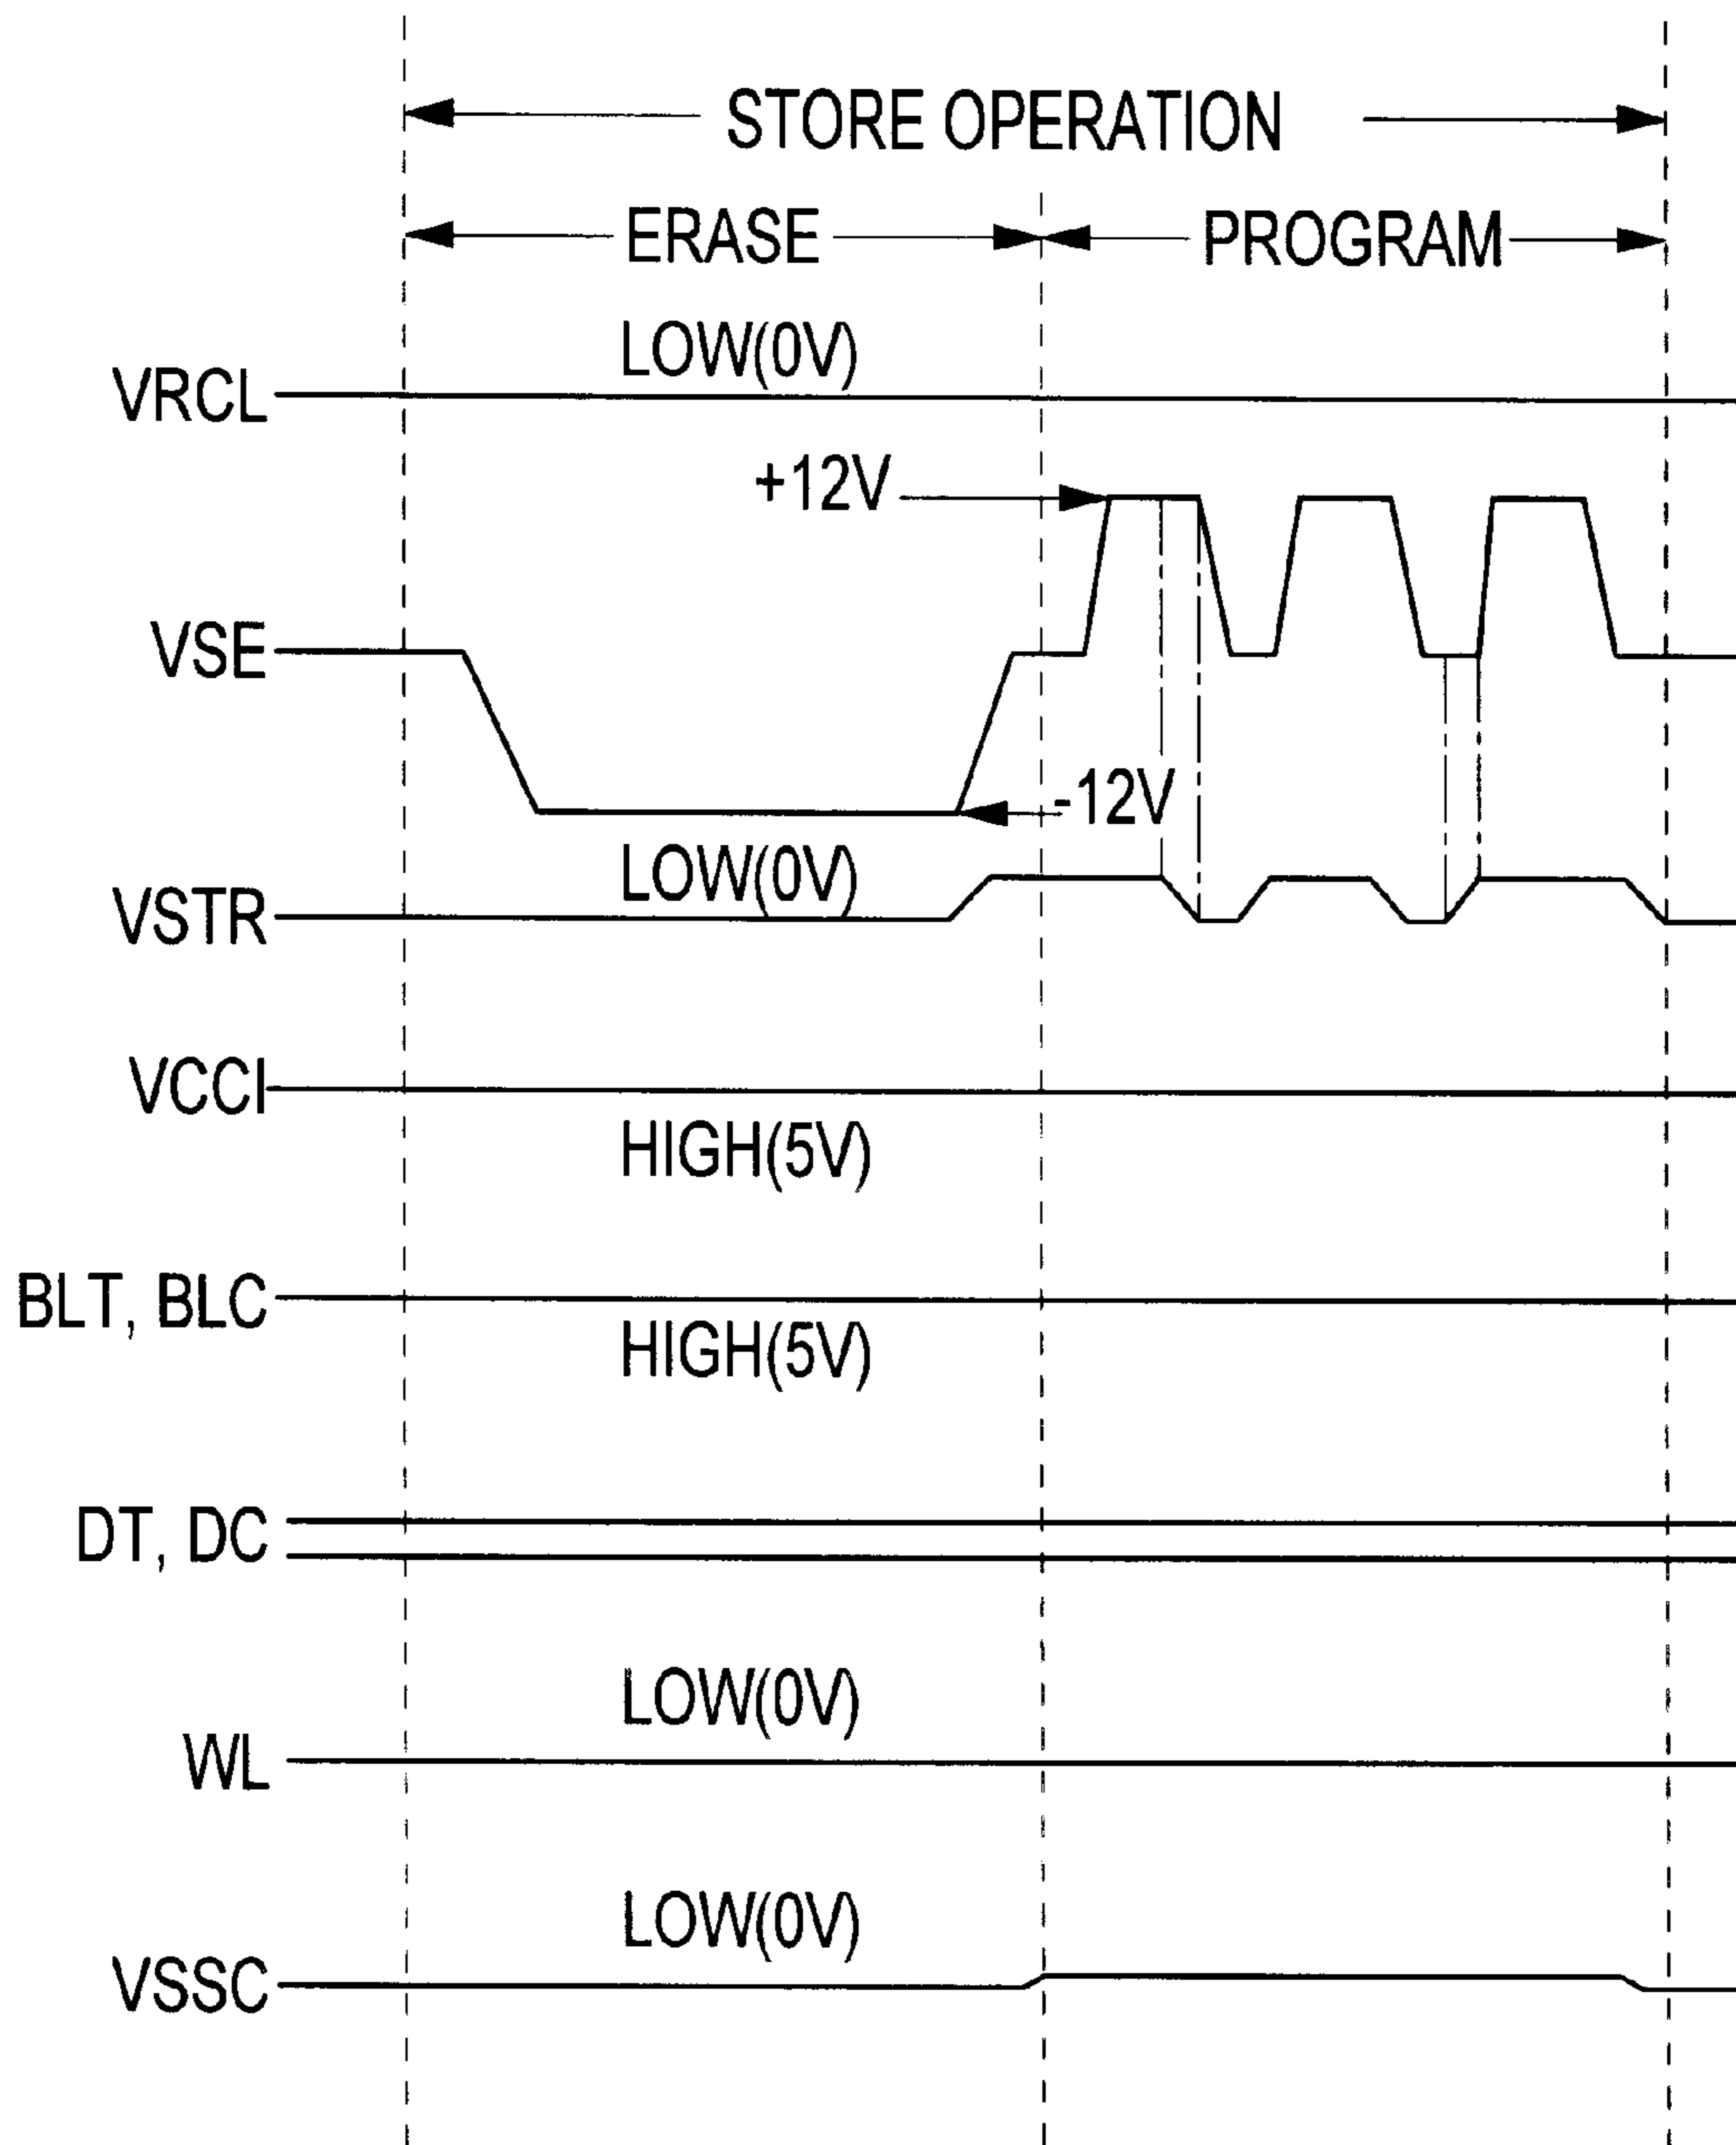 STORE OPERATION
ERASE PROGRAM
LOW(0V)
VRCL
+12V
VSE
-12V
LOW(0V)
VSTR
VCCI
HIGH(5V)
BLT, BLC
HIGH(5V)
DT, DC
LOW(0V)
WL
LOW(0V)
VSSC